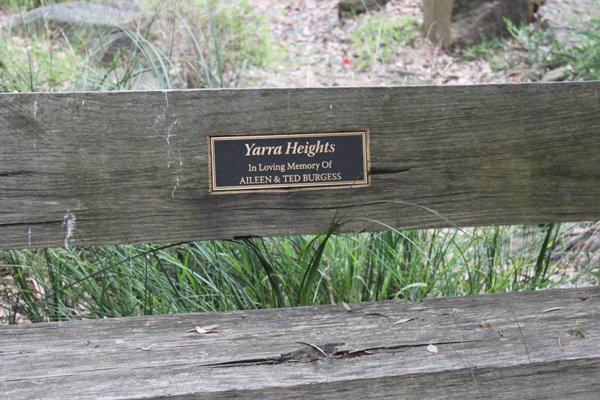 Yarra Heights
In Loving Memory Of
AILEEN & TED BURGESS